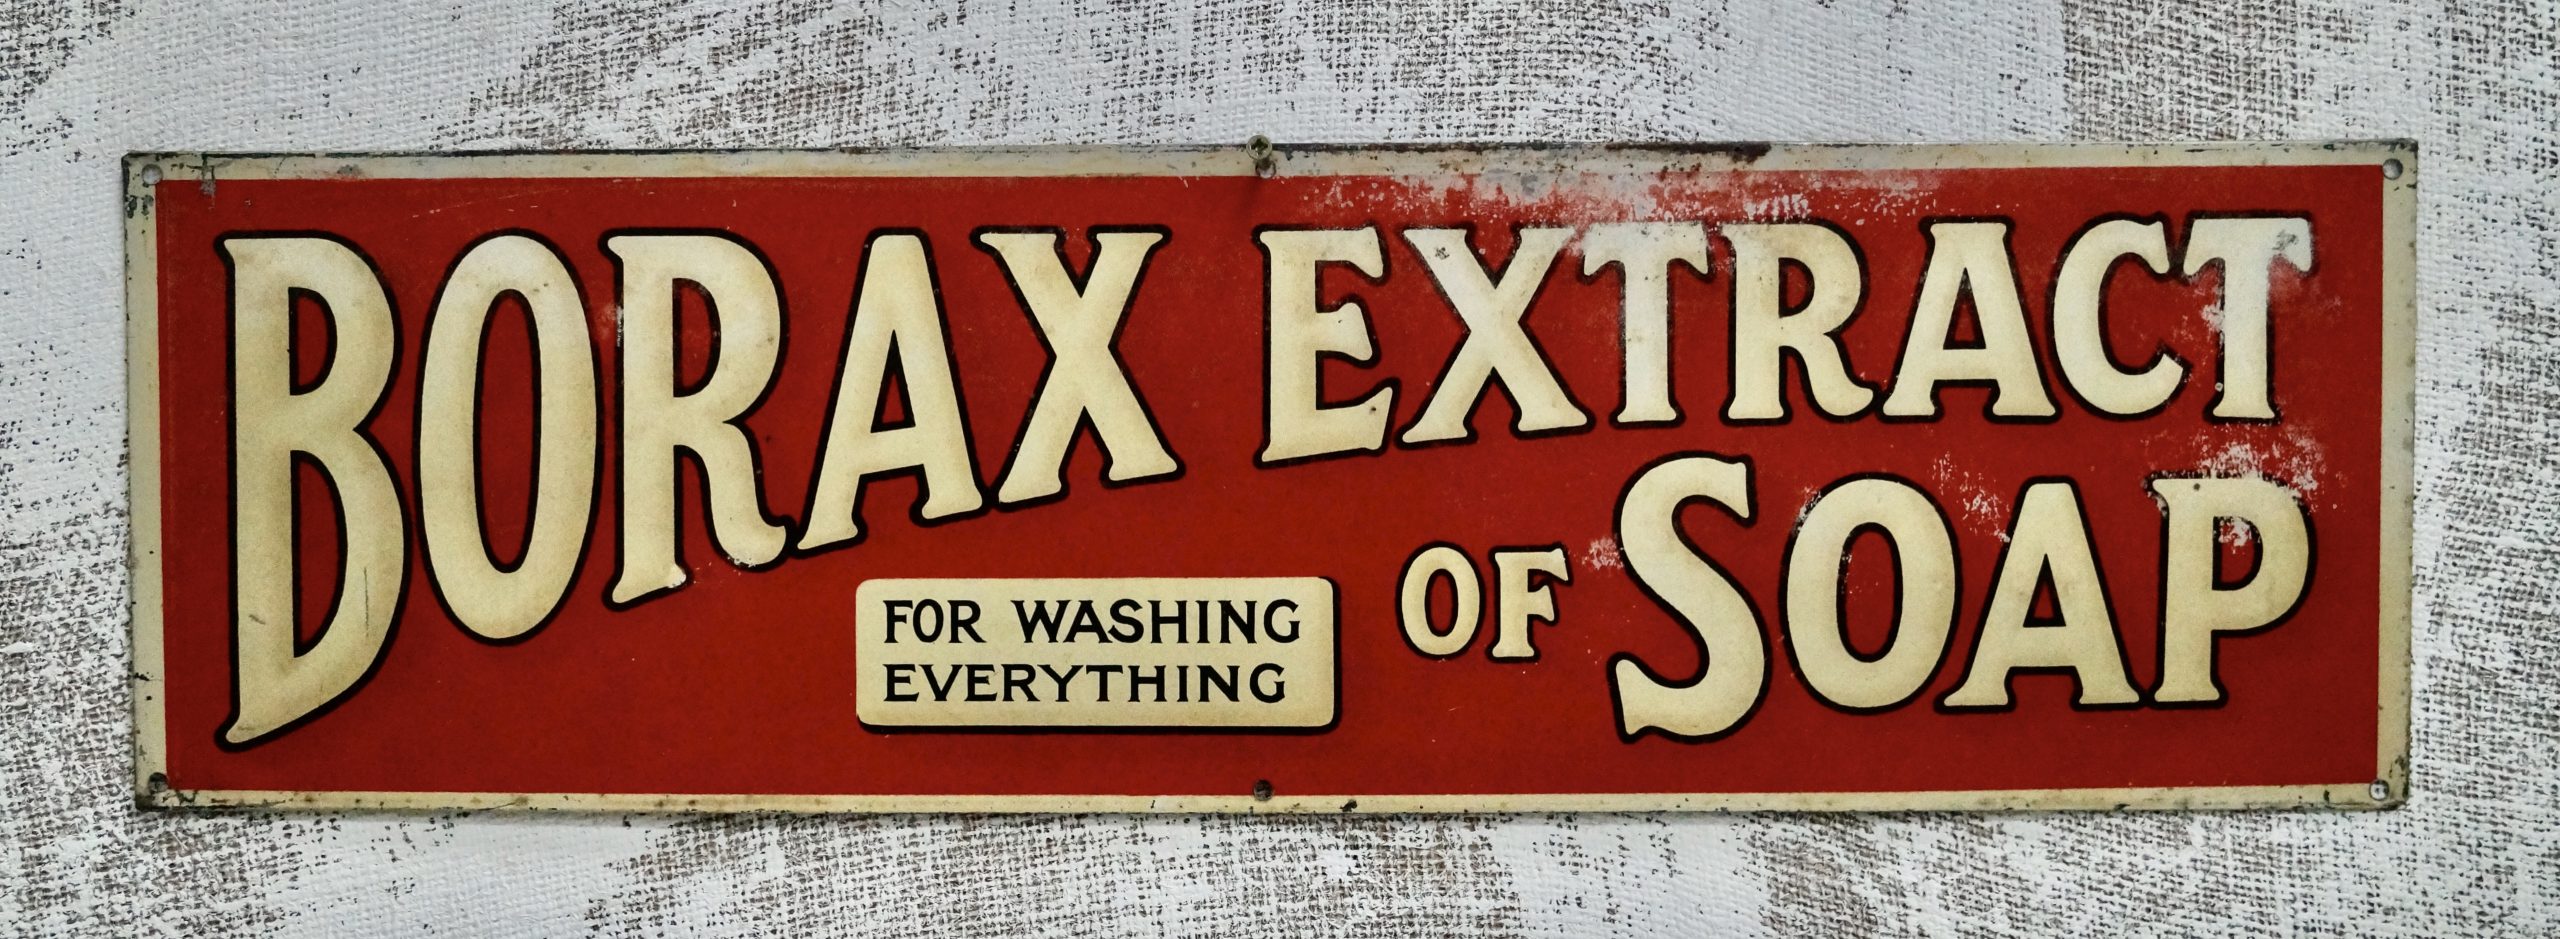 BORAX EXTRACT
OF SOAP
FOR WASHING
EVERYTHING